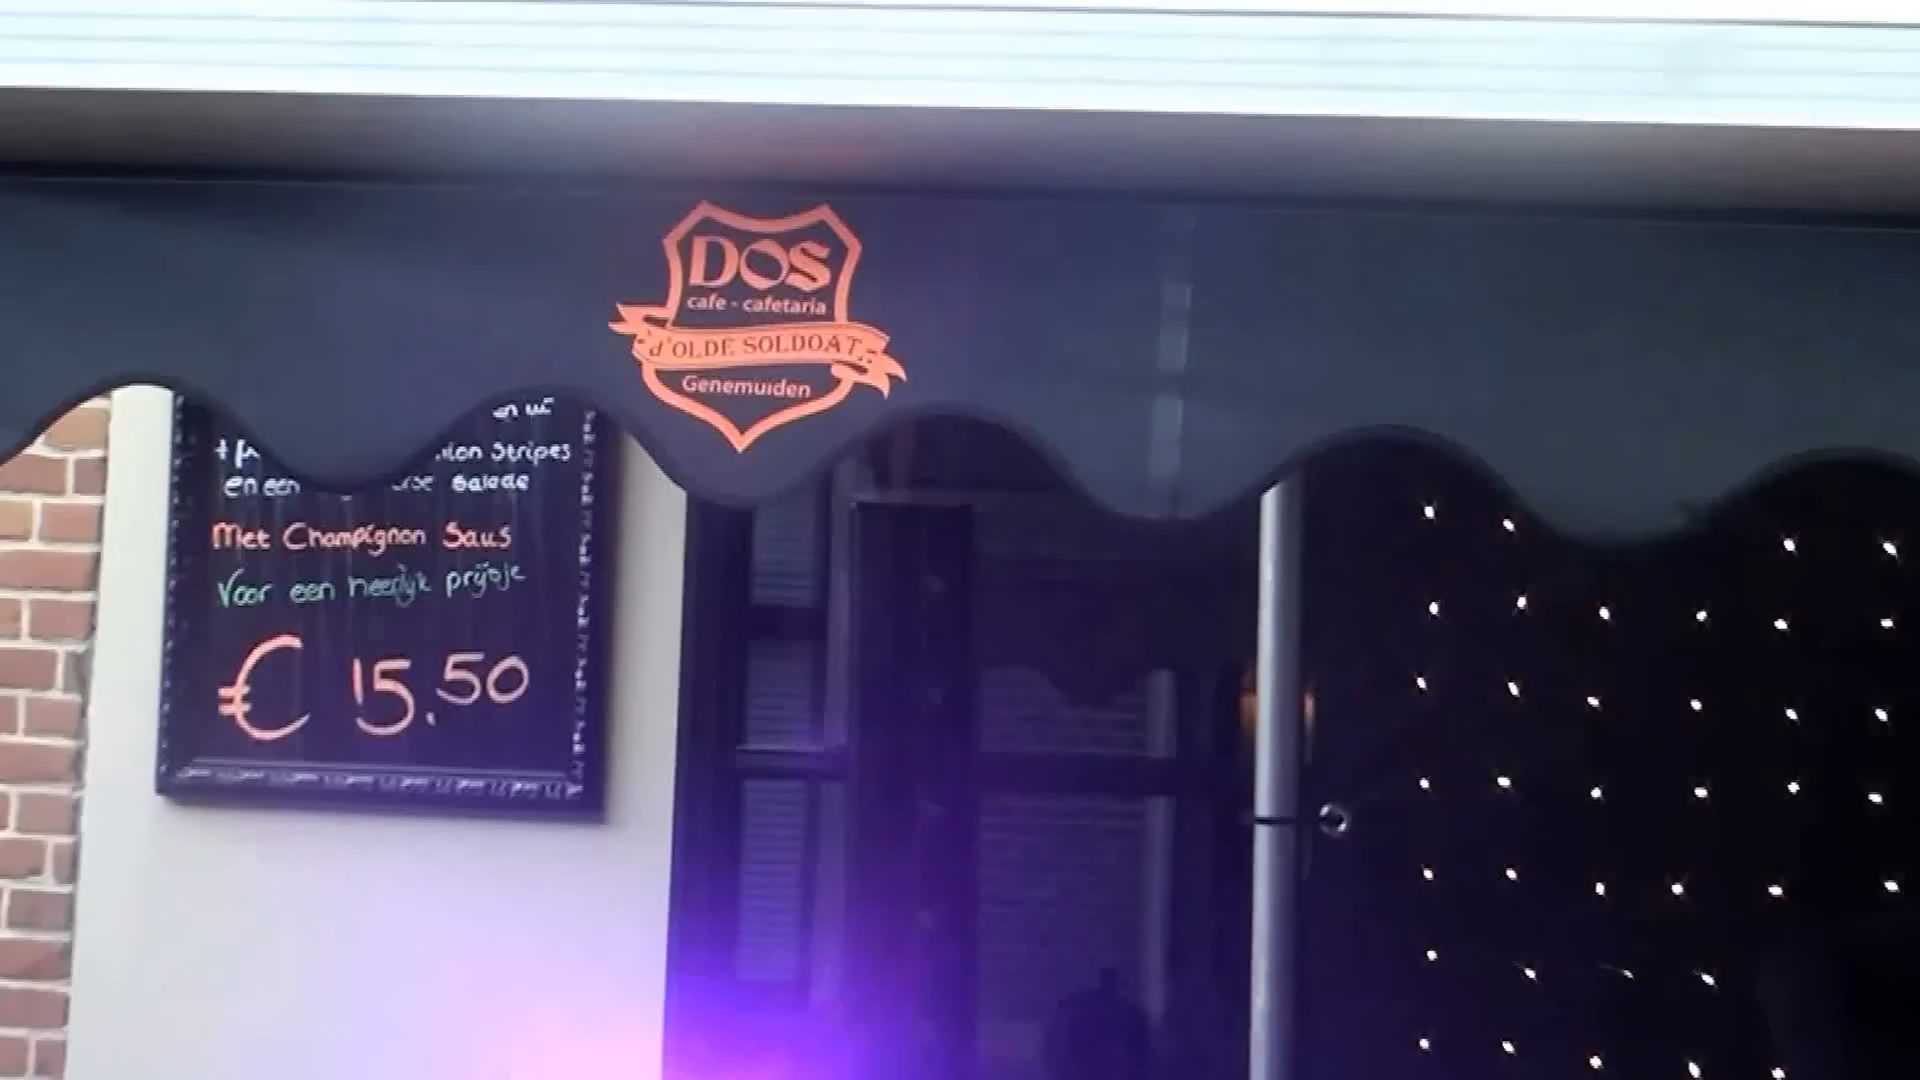 DOS
cafe - cafetaria
d'OLDE SOLDOAT
Genemuiden
Stripes
en een salade
Met Champignon Saus
Voor een heerlijk prijsje
€ 15.50